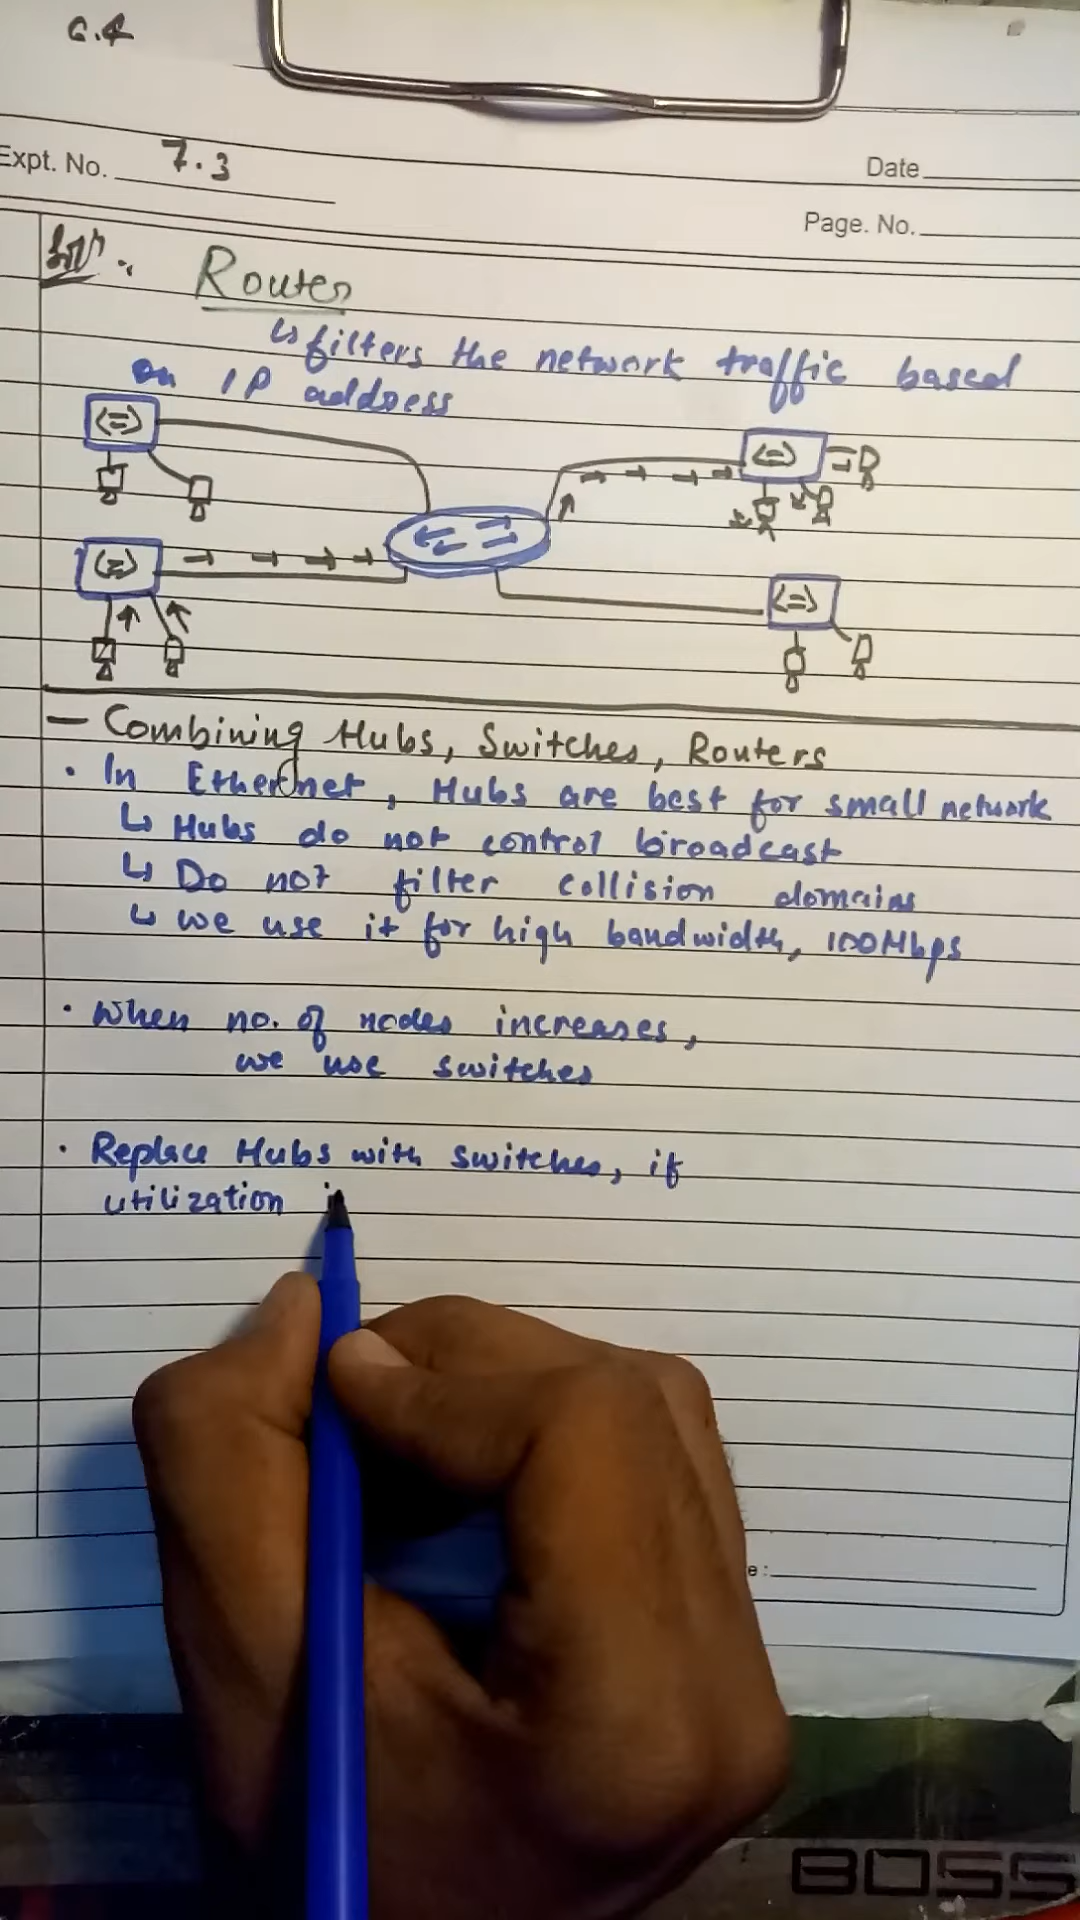 6.4
Expt. No. 7.3
Date
Page. No.
Router
↳ filters the network traffic based
on IP address
— Combining Hubs, Switches, Routers
• In Ethernet, Hubs are best for small network
↳ Hubs do not control broadcast
↳ Do not filter collision domains
↳ we use it for high bandwidth, 100Mbps
• When no. of nodes increases,
we use switches
• Replace Hubs with switches, if
utilization
e :
BOSS